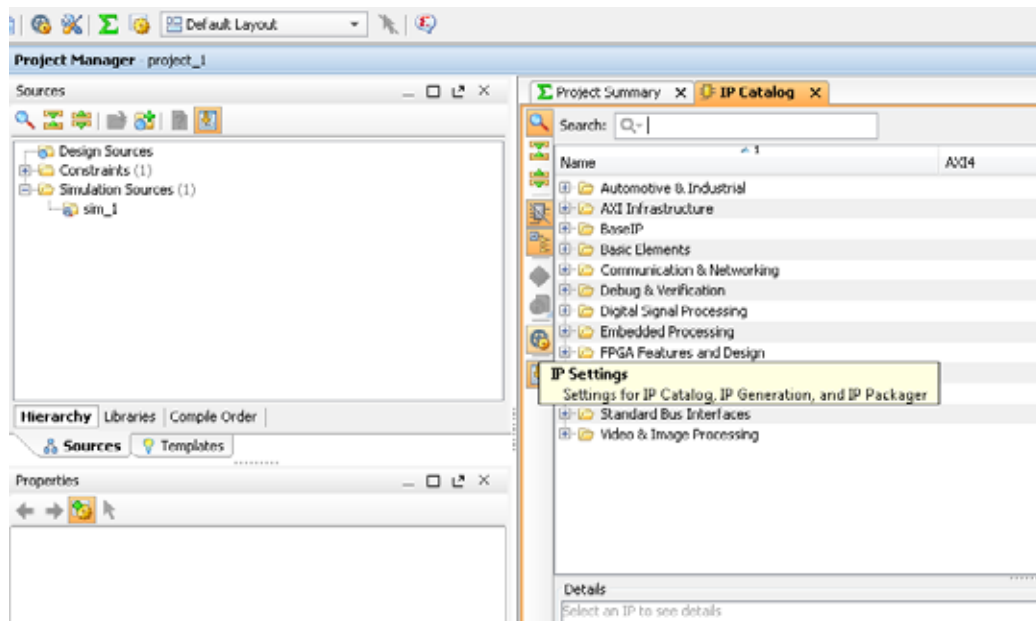 Default Layout
Project Manager - project_1
Sources
Design Sources
Constraints (1)
Simulation Sources (1)
sim_1
Hierarchy Libraries Compile Order
Sources Templates
Properties
Project Summary IP Catalog
Search:
Name 1 AXI4
Automotive & Industrial
AXI Infrastructure
BaseIP
Basic Elements
Communication & Networking
Debug & Verification
Digital Signal Processing
Embedded Processing
FPGA Features and Design
IP Settings
Settings for IP Catalog, IP Generation, and IP Packager
Standard Bus Interfaces
Video & Image Processing
Details
Select an IP to see details